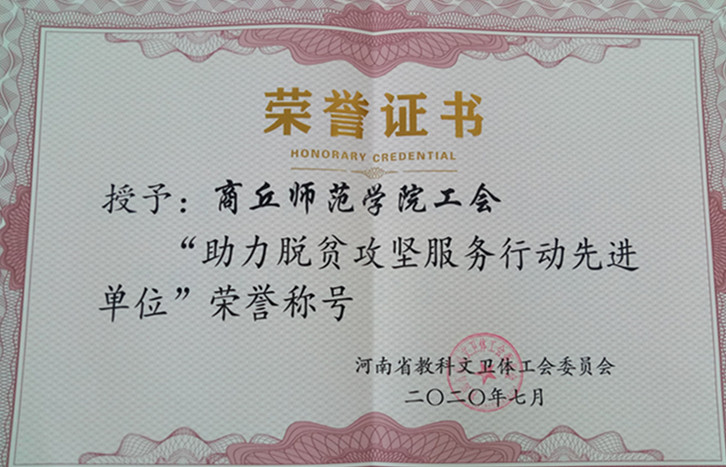 荣誉证书
HONORARY CREDENTIAL
授予：商丘师范学院工会
“助力脱贫攻坚服务行动先进
单位”荣誉称号
河南省教科文卫体工会委员会
二〇二〇年七月